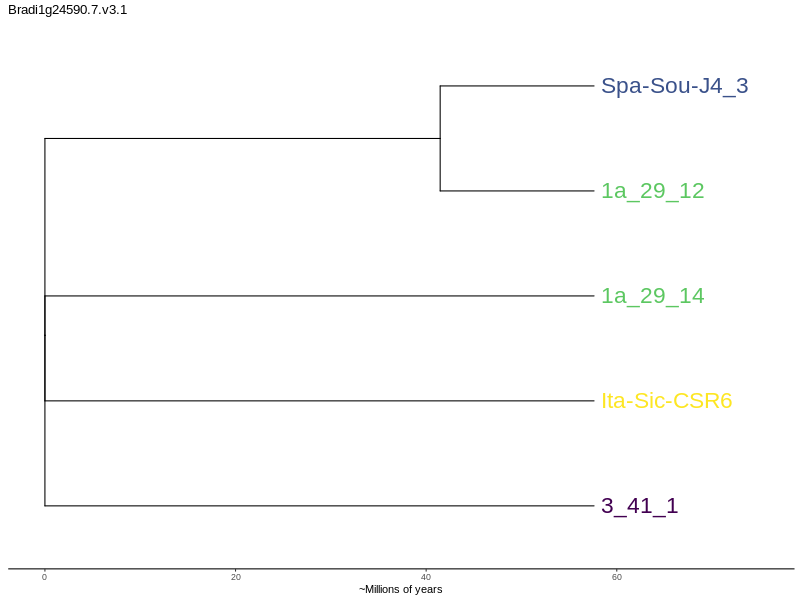 Bradi1g24590.7.v3.1
Spa-Sou-J4_3
1a_29_12
1a_29_14
Ita-Sic-CSR6
3_41_1
0 20 40 60
~Millions of years